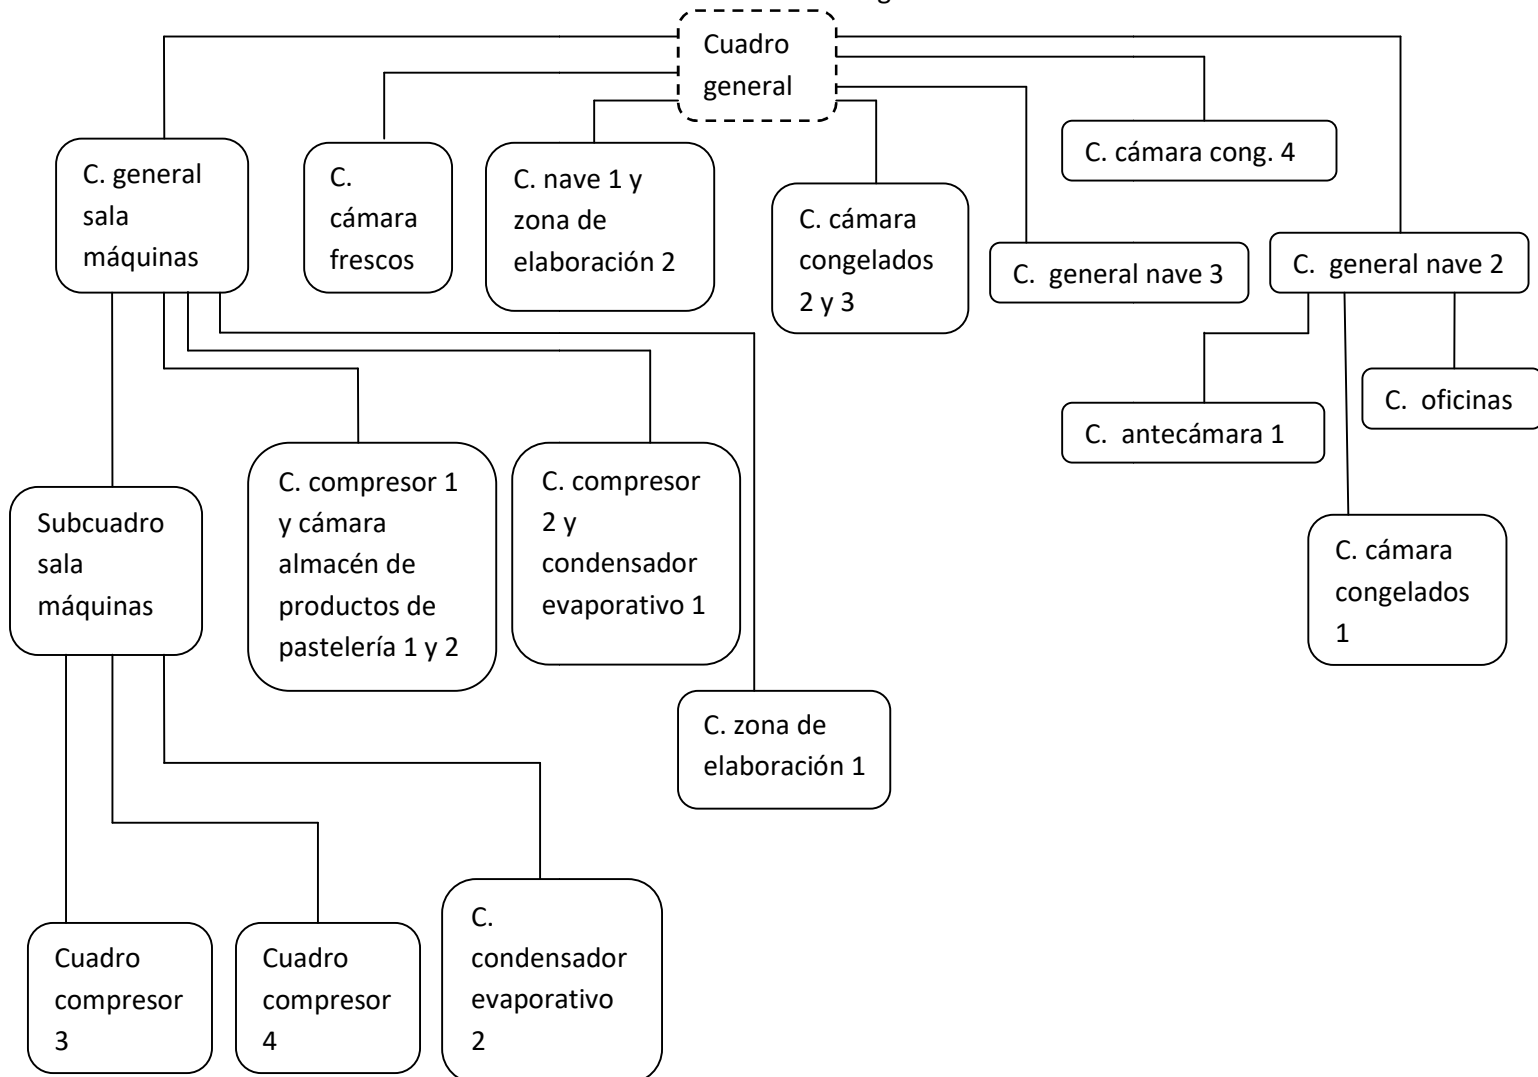 Cuadro
general
C. general
sala
máquinas
C.
cámara
frescos
C. nave 1 y
zona de
elaboración 2
C. cámara
congelados
2 y 3
C. general nave 3
C. cámara cong. 4
C. general nave 2
C. antecámara 1
C. oficinas
C. cámara
congelados
1
Subcuadro
sala
máquinas
C. compresor 1
y cámara
almacén de
productos de
pastelería 1 y 2
C. compresor
2 y
condensador
evaporativo 1
C. zona de
elaboración 1
Cuadro
compresor
3
Cuadro
compresor
4
C.
condensador
evaporativo
2